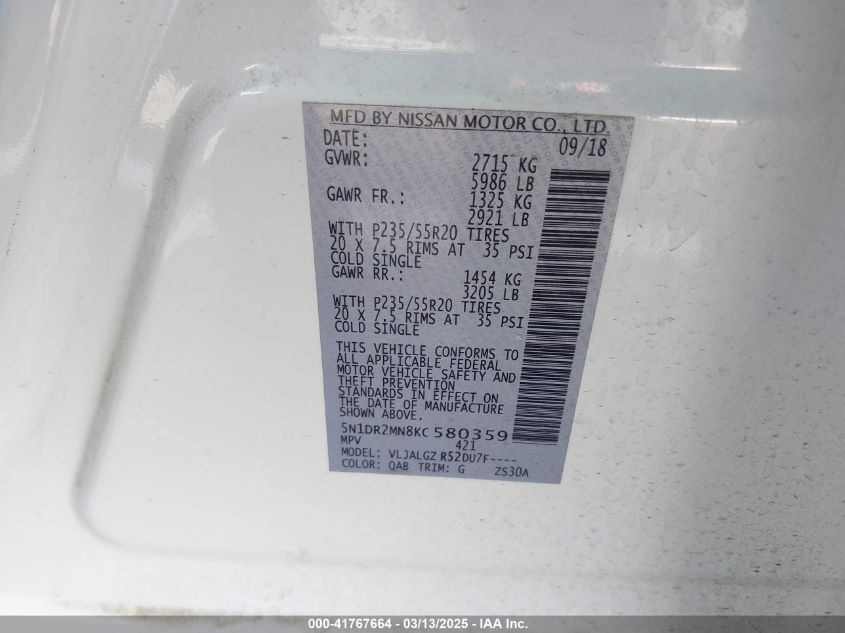 MFD BY NISSAN MOTOR CO., LTD.
DATE: 09/18
GVWR: 2715 KG
5986 LB
GAWR FR.: 1325 KG
2921 LB
WITH P235/55R20 TIRES
20 X 7.5 RIMS AT 35 PSI
COLD SINGLE
GAWR RR.: 1454 KG
3205 LB
WITH P235/55R20 TIRES
20 X 7.5 RIMS AT 35 PSI
COLD SINGLE
THIS VEHICLE CONFORMS TO
ALL APPLICABLE FEDERAL
MOTOR VEHICLE SAFETY AND
THEFT PREVENTION
STANDARDS IN EFFECT ON
THE DATE OF MANUFACTURE
SHOWN ABOVE.
5N1DR2MN8KC 580359
MPV 421
MODEL: VLJALGZ R52DU7F----
COLOR: QAB TRIM: G ZS30A
000-41767664 - 03/13/2025 - IAA Inc.